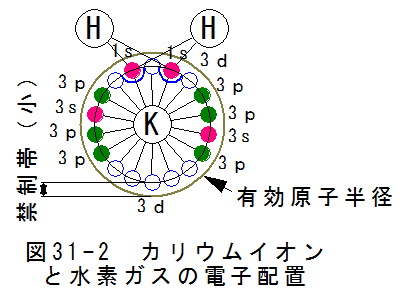 H H
1s 1s
3d
3p 3p
3s 3p
3p K 3s
3p 3p
3d
禁制帯(小)
有効原子半径
図31-2 カリウムイオン
と水素ガスの電子配置